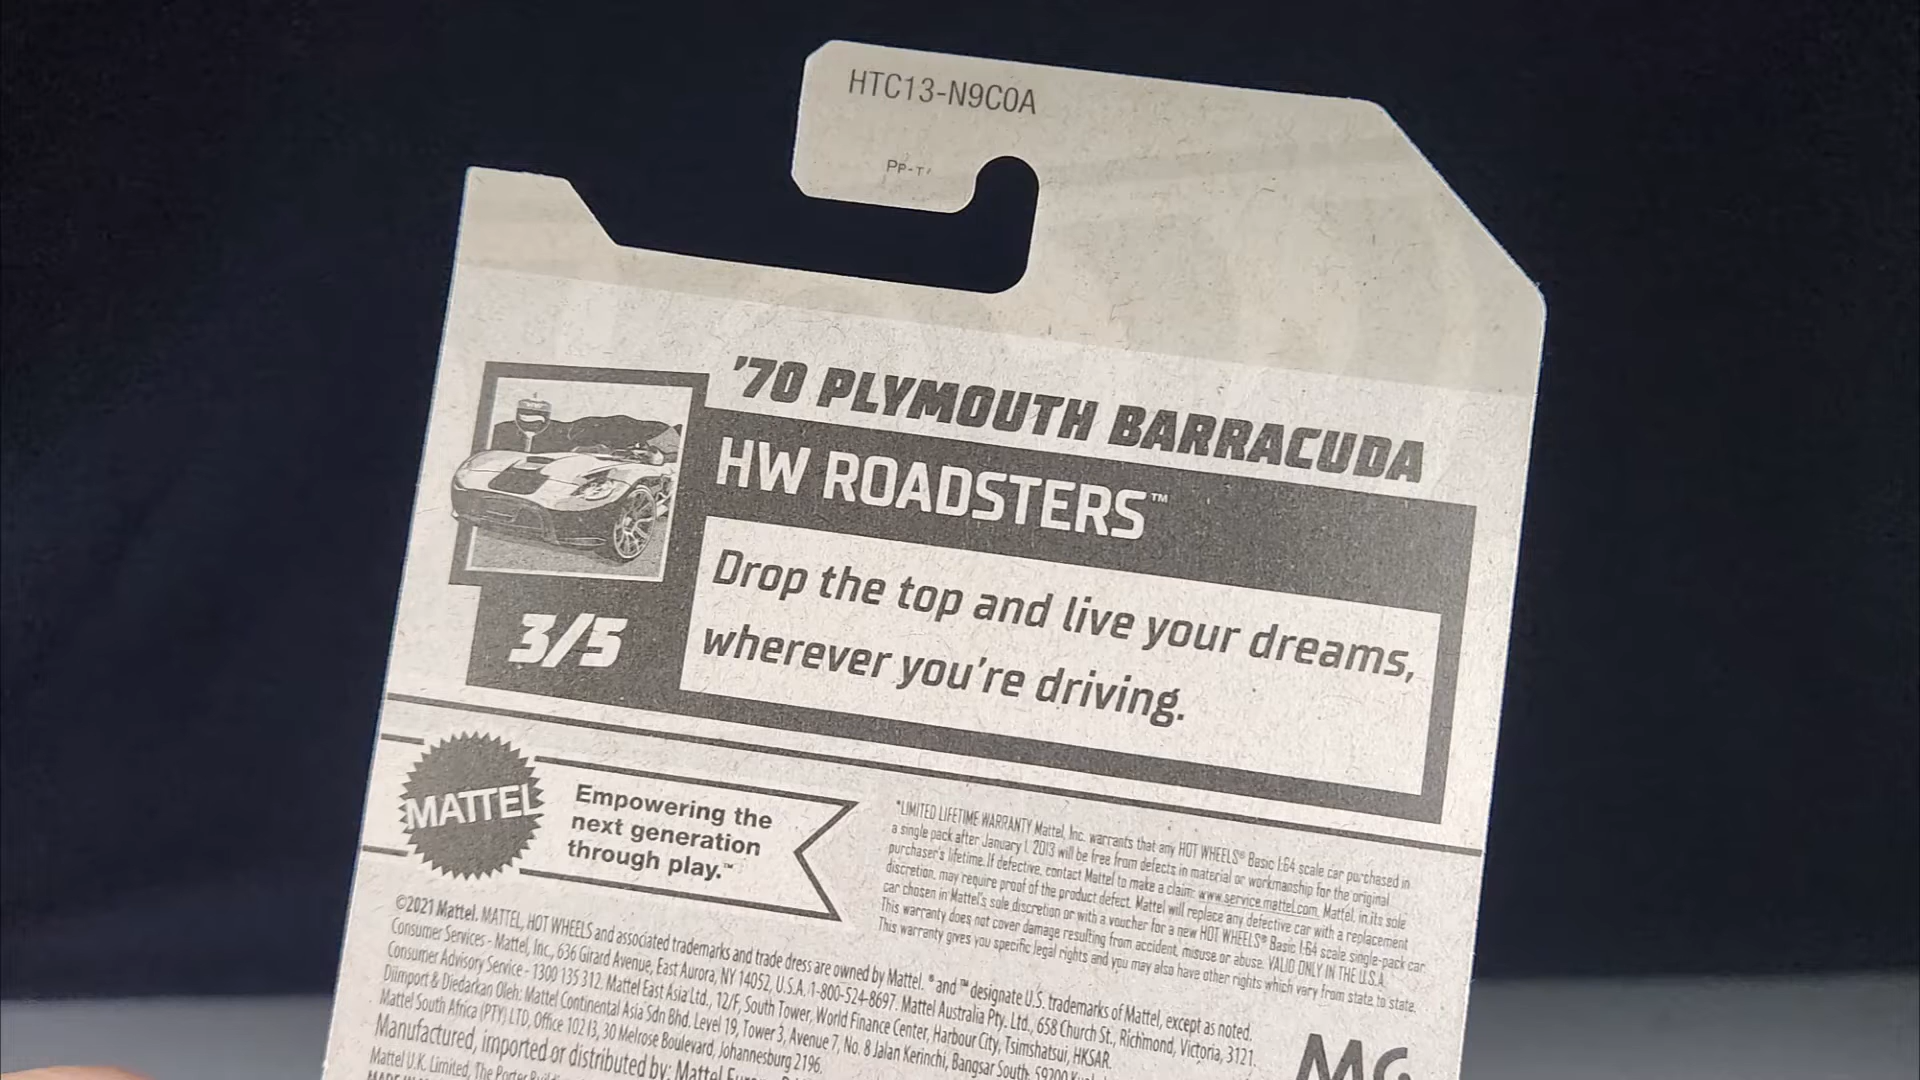 HTC13-N9C0A
'70 PLYMOUTH BARRACUDA
HW ROADSTERS™
Drop the top and live your dreams,
wherever you're driving.
3/5
MATTEL
Empowering the
next generation
through play.™
*LIMITED LIFETIME WARRANTY Mattel, Inc. warrants that any HOT WHEELS® Basic 1:64 scale car purchased in
a single pack after January 1, 2013 will be free from defects in material or workmanship for the original
purchaser's lifetime. If defective, contact Mattel to make a claim: www.service.mattel.com. Mattel, in its sole
discretion, may require proof of the product defect. Mattel will replace any defective car with a replacement
car chosen in Mattel's sole discretion or with a voucher for a new HOT WHEELS® Basic 1:64 scale single-pack car.
This warranty does not cover damage resulting from accident, misuse or abuse. VALID ONLY IN THE U.S.A.
This warranty gives you specific legal rights and you may also have other rights which vary from state to state.
©2021 Mattel. MATTEL, HOT WHEELS and associated trademarks and trade dress are owned by Mattel. ® and ™ designate U.S. trademarks of Mattel, except as noted.
Consumer Services - Mattel, Inc., 636 Girard Avenue, East Aurora, NY 14052, U.S.A. 1-800-524-8697. Mattel Australia Pty. Ltd., 658 Church St., Richmond, Victoria, 3121.
Consumer Advisory Service - 1300 135 312. Mattel East Asia Ltd., 12/F, South Tower, World Finance Center, Harbour City, Tsimshatsui, HKSAR.
Diimport & Diedarkan Oleh: Mattel Continental Asia Sdn Bhd. Level 19, Tower 3, Avenue 7, No. 8 Jalan Kerinchi, Bangsar South, 59200
Mattel South Africa (PTY) LTD, Office 102 I3, 30 Melrose Boulevard, Johannesburg 2196.
Manufactured, imported or distributed by: Mattel
Mattel U.K. Limited, The Porter